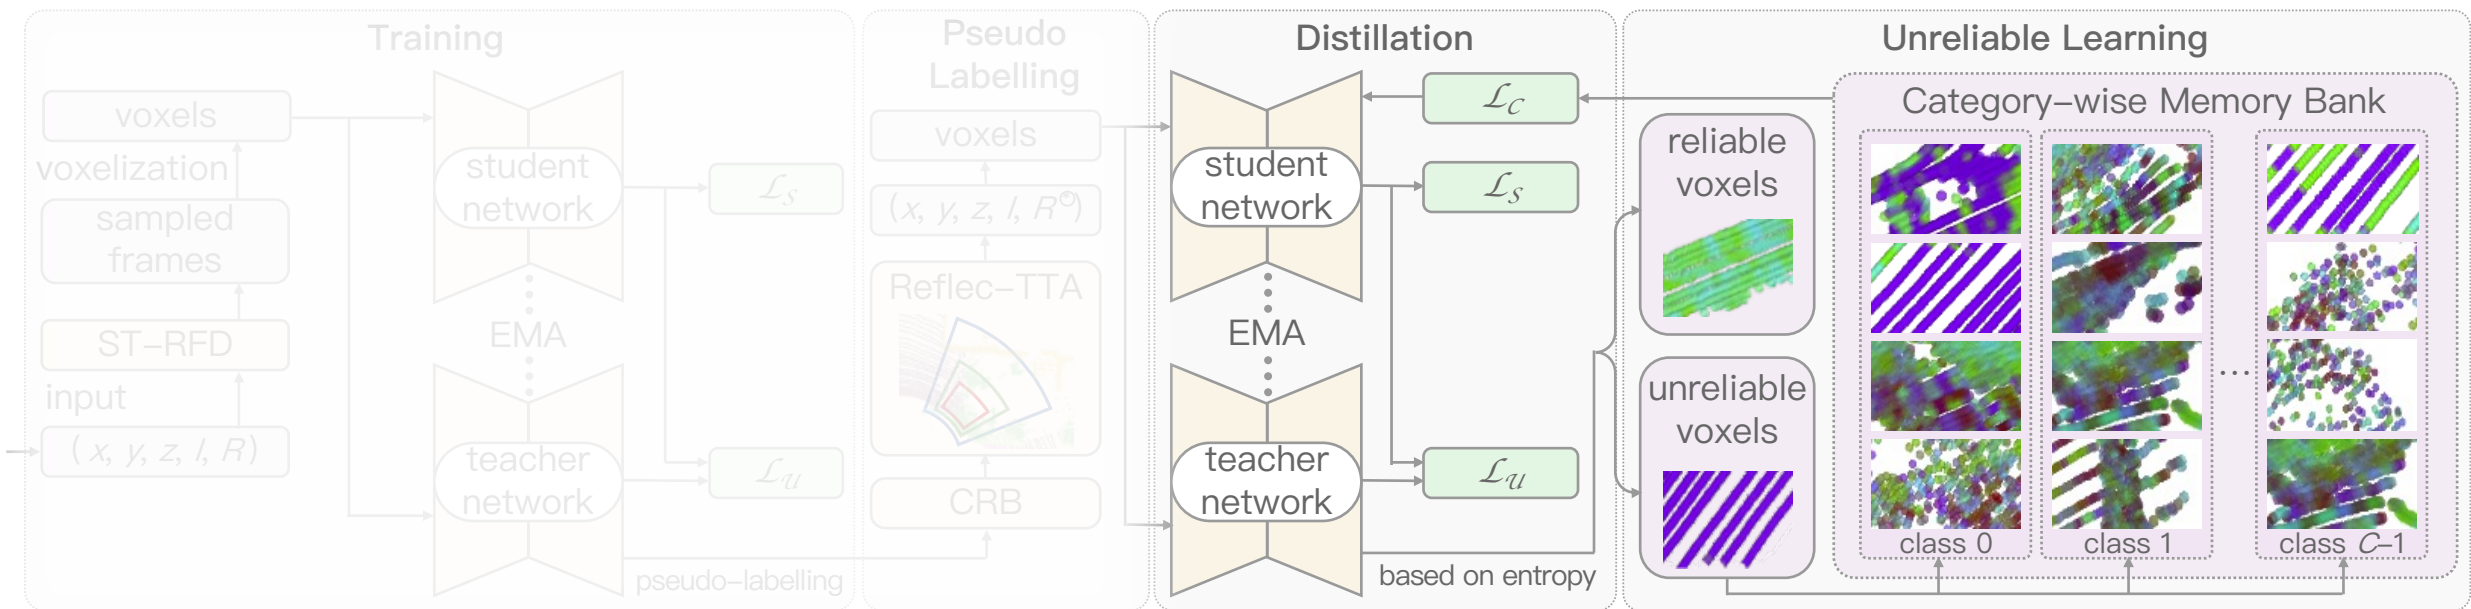 Training
voxels
voxelization
sampled
frames
ST-RFD
input
(x, y, z, I, R)
student
network
EMA
teacher
network
ℒ𝒮
ℒ𝒰
pseudo-labelling
Pseudo
Labelling
voxels
(x, y, z, I, R°)
Reflec-TTA
CRB
Distillation
student
network
EMA
teacher
network
ℒ𝒞
ℒ𝒮
ℒ𝒰
based on entropy
Unreliable Learning
reliable
voxels
unreliable
voxels
Category-wise Memory Bank
class 0
class 1
...
class C-1